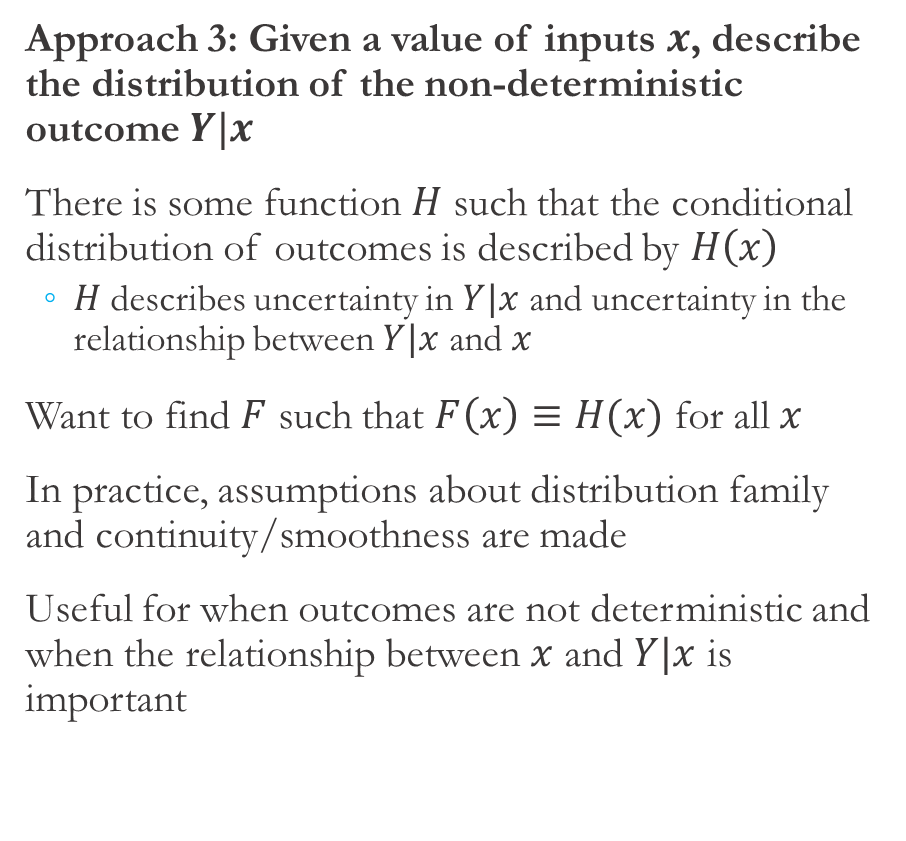 Approach 3: Given a value of inputs x, describe
the distribution of the non-deterministic
outcome Y|x
There is some function H such that the conditional
distribution of outcomes is described by H(x)
° H describes uncertainty in Y|x and uncertainty in the
relationship between Y|x and x
Want to find F such that F(x) ≡ H(x) for all x
In practice, assumptions about distribution family
and continuity/smoothness are made
Useful for when outcomes are not deterministic and
when the relationship between x and Y|x is
important